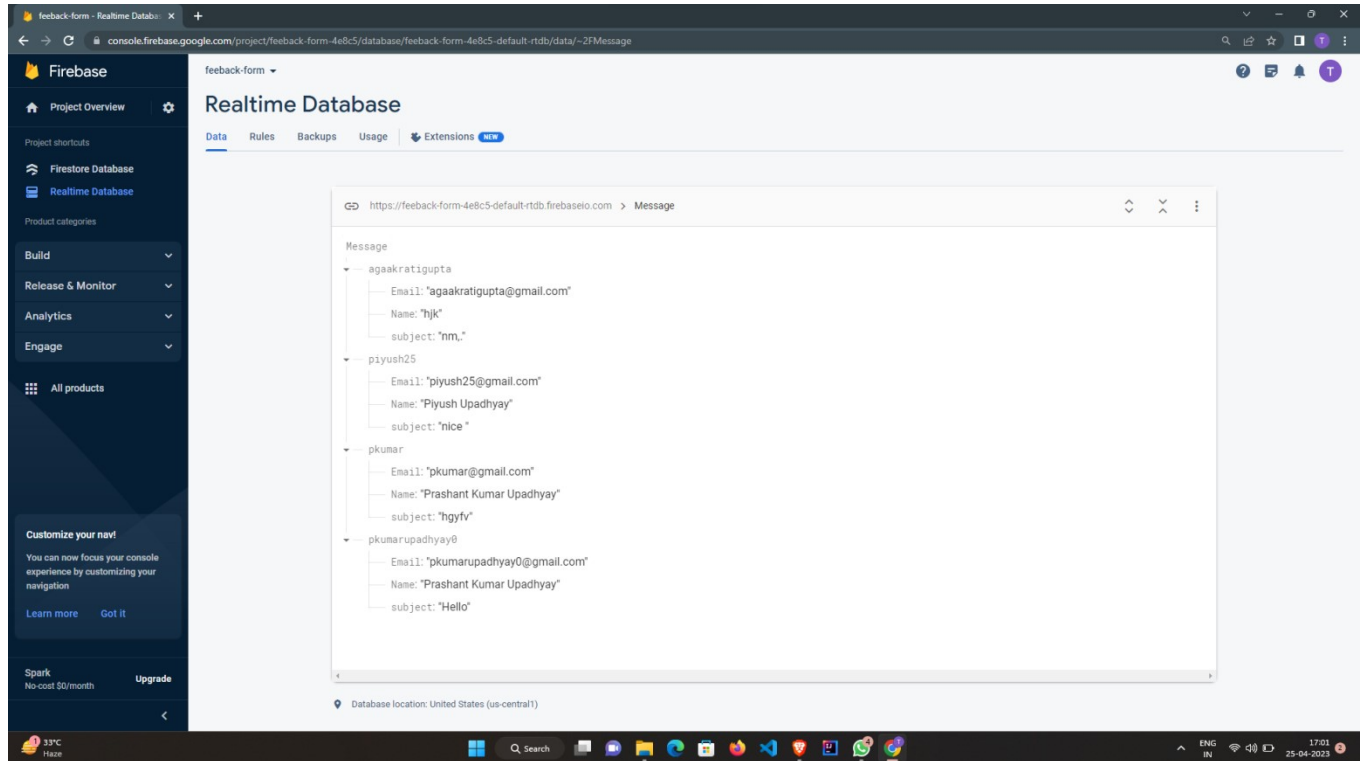 feeback-form - Realtime Databa
console.firebase.google.com/project/feeback-form-4e8c5/database/feeback-form-4e8c5-default-rtdb/data/~2FMessage
T
Firebase
feeback-form
T
Project Overview
Realtime Database
Data Rules Backups Usage Extensions NEW
Project shortcuts
Firestore Database
Realtime Database
https://feeback-form-4e8c5-default-rtdb.firebaseio.com > Message
Product categories
Build
Release & Monitor
Analytics
Engage
All products
Message
agaakratigupta
Email: "agaakratigupta@gmail.com"
Name: "hjk"
subject: "nm,."
piyush25
Email: "piyush25@gmail.com"
Name: "Piyush Upadhyay"
subject: "nice "
pkumar
Email: "pkumar@gmail.com"
Name: "Prashant Kumar Upadhyay"
subject: "hgyfv"
pkumarupadhyay0
Email: "pkumarupadhyay0@gmail.com"
Name: "Prashant Kumar Upadhyay"
subject: "Hello"
Customize your nav!
You can now focus your console
experience by customizing your
navigation
Learn more Got it
Spark
No-cost $0/month
Upgrade
Database location: United States (us-central1)
1
33°C
Haze
Search
ENG
IN
17:01
25-04-2023
2